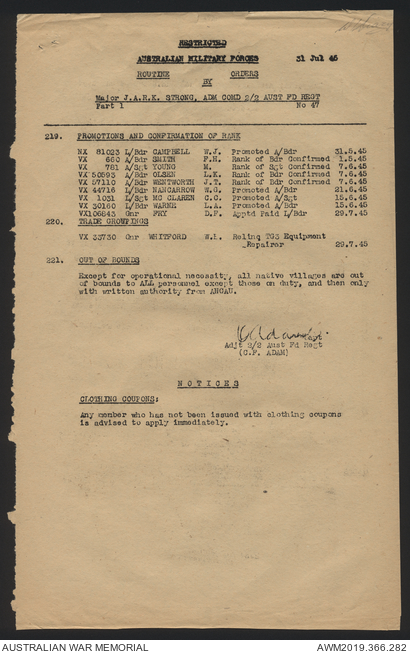 RESTRICTED
AUSTRALIAN MILITARY FORCES 31 Jul 45
ROUTINE ORDERS
BY
Major J.A.R.K. STRONG, ADM COMD 2/2 AUST FD REGT
Part 1 No 47
219. PROMOTIONS AND CONFIRMATION OF RANK
NX 81023 L/Bdr CAMPBELL W.J. Promoted A/Bdr 31.5.45
VX 660 A/Bdr SMITH F.H. Rank of Bdr Confirmed 1.5.45
VX 781 A/Sgt YOUNG M. Rank of Sgt Confirmed 7.6.45
VX 50593 A/Bdr OLSEN L.K. Rank of Bdr Confirmed 7.6.45
VX 57110 A/Bdr WENTWORTH J.T. Rank of Bdr Confirmed 7.6.45
VX 44716 L/Bdr NANCARROW W.G. Promoted A/Bdr 21.6.45
VX 1031 L/Sgt MC CLAREN C.C. Promoted A/Sgt 15.6.45
VX 30160 L/Bdr WARNE L.A. Promoted A/Bdr 15.6.45
VX106843 Gnr FRY D.F. Apptd Paid L/Bdr 29.7.45
220. TRADE GROUPINGS
VX 33730 Gnr WHITFORD W.L. Relinq TG3 Equipment
Repairer 29.7.45
221. OUT OF BOUNDS
Except for operational necessity, all native villages are out
of bounds to ALL personnel except those on duty, and then only
with written authority from ANGAU.
Adjt 2/2 Aust Fd Regt
(C.F. ADAM)
NOTICES
CLOTHING COUPONS:
Any member who has not been issued with clothing coupons
is advised to apply immediately.
AUSTRALIAN WAR MEMORIAL AWM2019.366.282